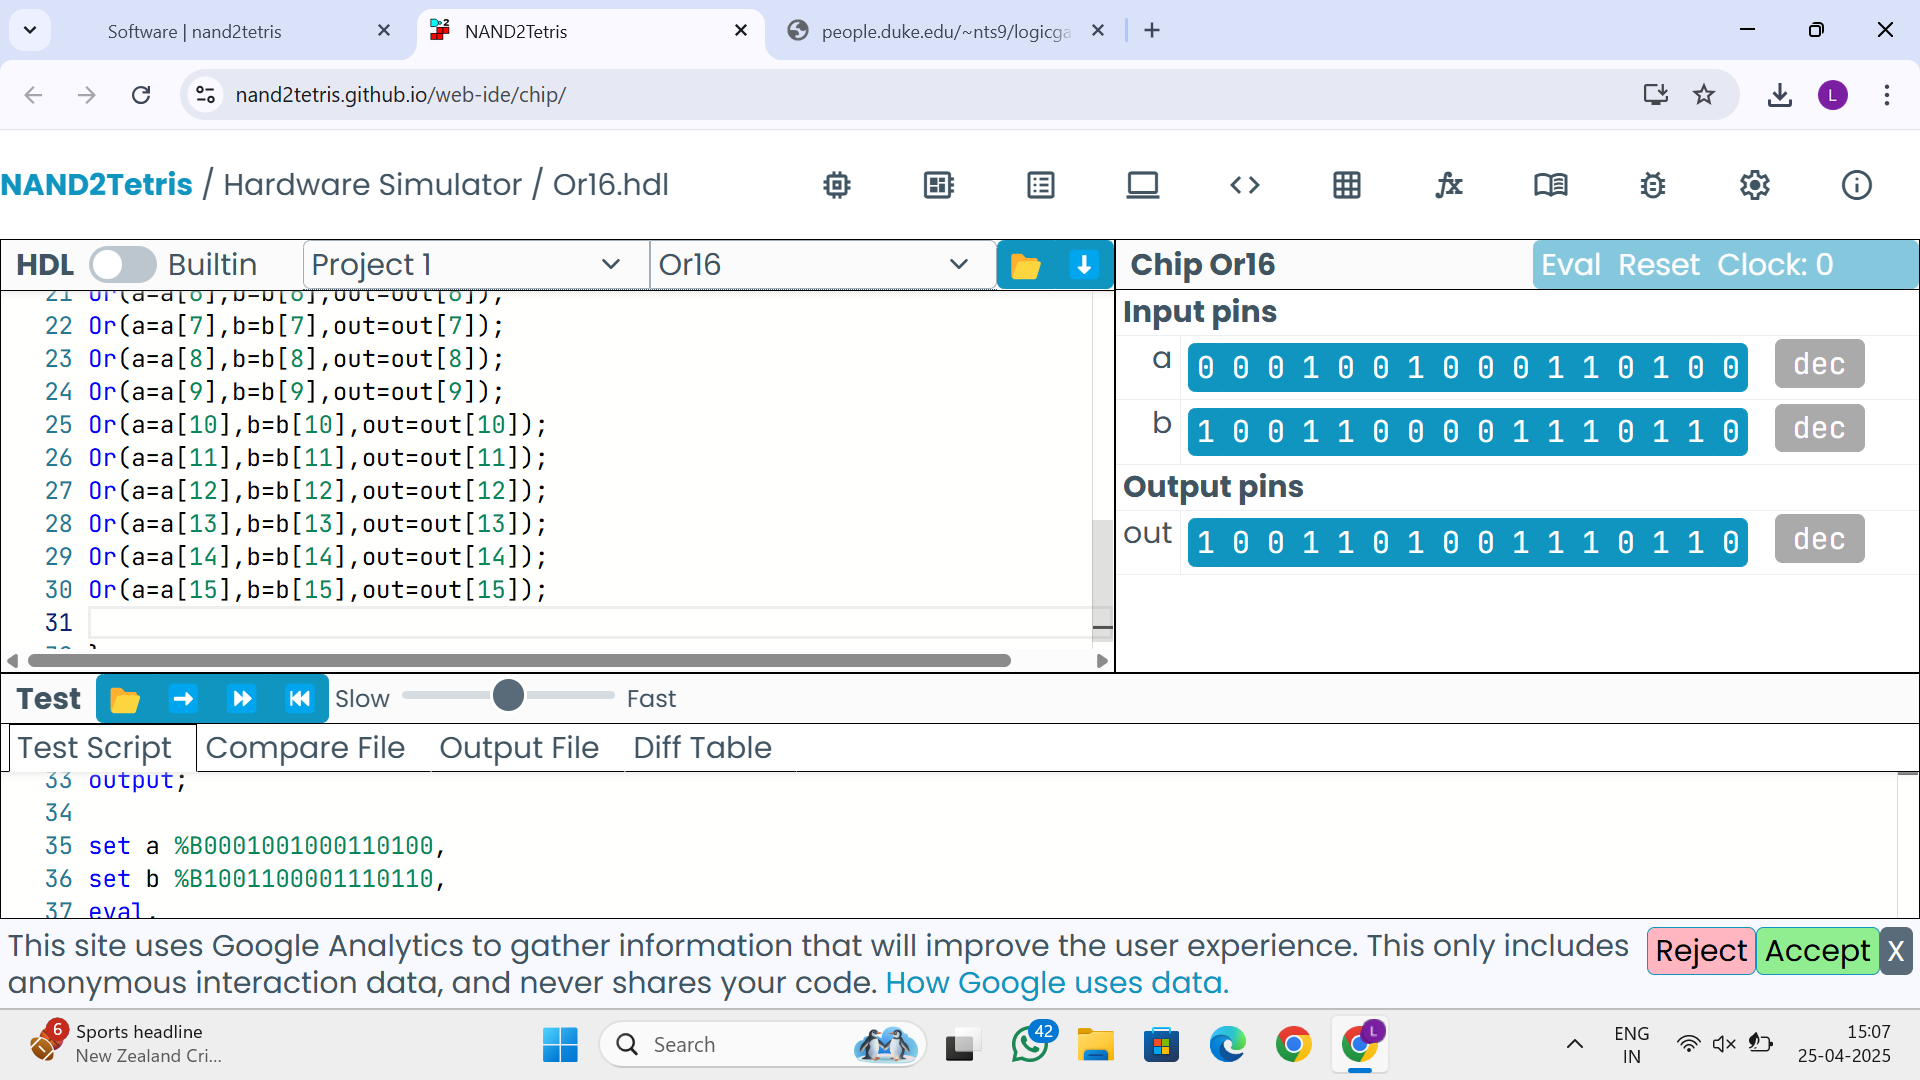 Software | nand2tetris
NAND2Tetris
people.duke.edu/~nts9/logicga
nand2tetris.github.io/web-ide/chip/
L
NAND2Tetris / Hardware Simulator / Or16.hdl
HDL Builtin Project 1 Or16
Chip Or16 Eval Reset Clock: 0
21 Or(a=a[6],b=b[6],out=out[6]);
22 Or(a=a[7],b=b[7],out=out[7]);
23 Or(a=a[8],b=b[8],out=out[8]);
24 Or(a=a[9],b=b[9],out=out[9]);
25 Or(a=a[10],b=b[10],out=out[10]);
26 Or(a=a[11],b=b[11],out=out[11]);
27 Or(a=a[12],b=b[12],out=out[12]);
28 Or(a=a[13],b=b[13],out=out[13]);
29 Or(a=a[14],b=b[14],out=out[14]);
30 Or(a=a[15],b=b[15],out=out[15]);
31
Input pins
a 0 0 0 1 0 0 1 0 0 0 1 1 0 1 0 0 dec
b 1 0 0 1 1 0 0 0 0 1 1 1 0 1 1 0 dec
Output pins
out 1 0 0 1 1 0 1 0 0 1 1 1 0 1 1 0 dec
Test Slow Fast
Test Script Compare File Output File Diff Table
33 output;
34
35 set a %B0001001000110100,
36 set b %B1001100001110110,
37 eval,
This site uses Google Analytics to gather information that will improve the user experience. This only includes
anonymous interaction data, and never shares your code. How Google uses data.
Reject Accept X
6
Sports headline
New Zealand Cri...
Search
42
L
ENG
IN
15:07
25-04-2025